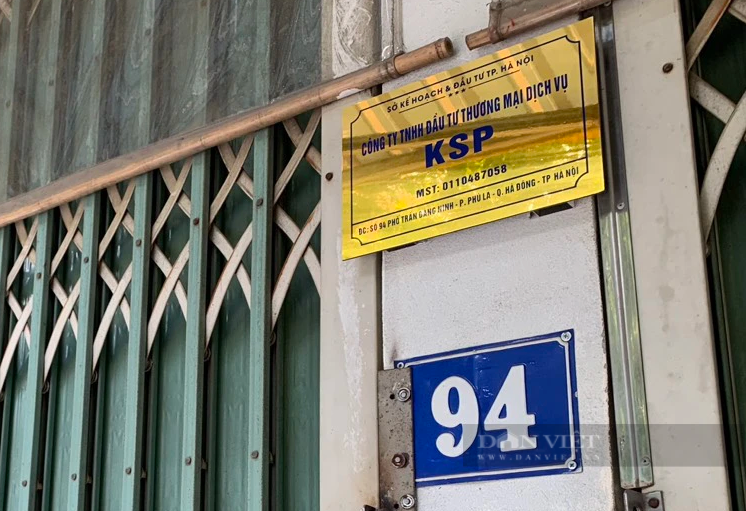 SỞ KẾ HOẠCH & ĐẦU TƯ TP. HÀ NỘI
***
CÔNG TY TNHH ĐẦU TƯ THƯƠNG MẠI DỊCH VỤ
KSP
MST: 0110487058
ĐC: SỐ 94 PHỐ TRẦN ĐĂNG NINH - P. PHÚ LA - Q. HÀ ĐÔNG - TP HÀ NỘI
94
DÂN VIỆT
WWW.DANVIET.VN